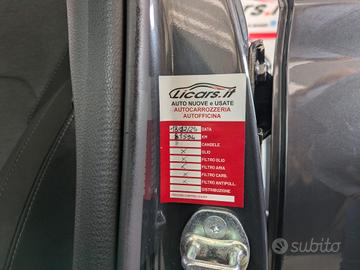 Licars.it
AUTO NUOVE e USATE
AUTOCARROZZERIA
AUTOFFICINA
DATA
KM
CANDELE
X OLIO
X FILTRO OLIO
X FILTRO ARIA
X FILTRO CARB.
X FILTRO ANTIPOLL.
DISTRIBUZIONE
subito